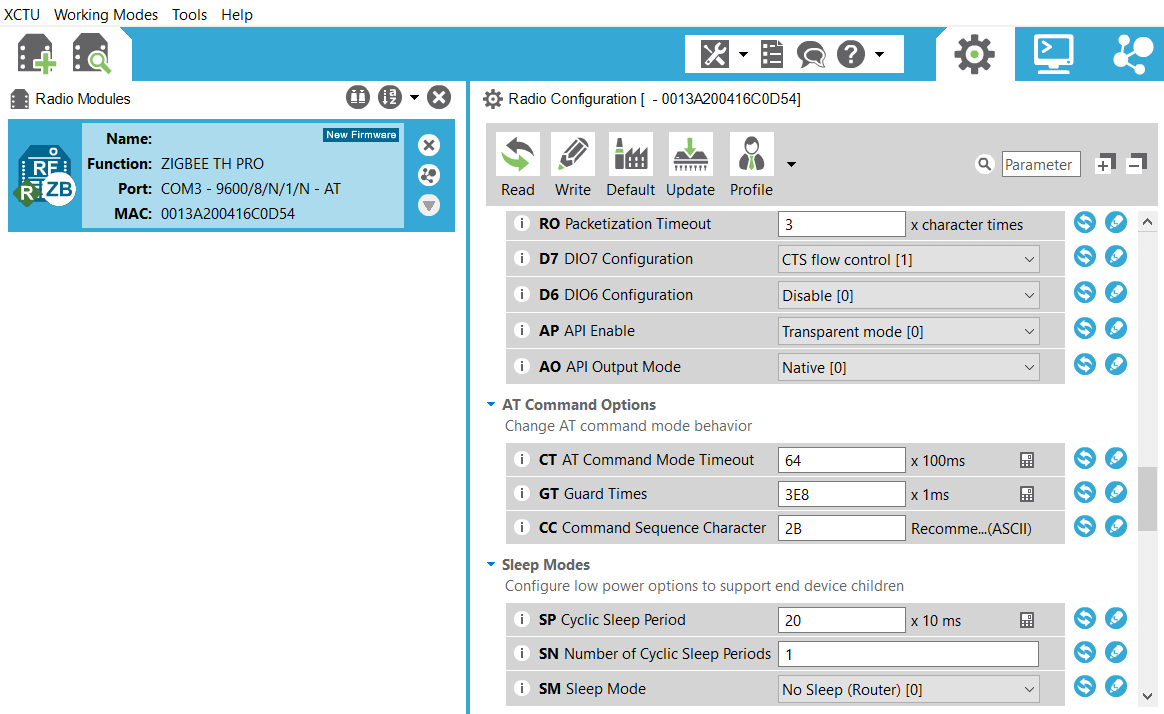 XCTU Working Modes Tools Help
Radio Modules
Name:
New Firmware
Function: ZIGBEE TH PRO
Port: COM3 - 9600/8/N/1/N - AT
MAC: 0013A200416C0D54
RF
R
ZB
Radio Configuration [ - 0013A200416C0D54]
Read Write Default Update Profile
Parameter
RO Packetization Timeout 3 x character times
D7 DIO7 Configuration CTS flow control [1]
D6 DIO6 Configuration Disable [0]
AP API Enable Transparent mode [0]
AO API Output Mode Native [0]
AT Command Options
Change AT command mode behavior
CT AT Command Mode Timeout 64 x 100ms
GT Guard Times 3E8 x 1ms
CC Command Sequence Character 2B Recomme...(ASCII)
Sleep Modes
Configure low power options to support end device children
SP Cyclic Sleep Period 20 x 10 ms
SN Number of Cyclic Sleep Periods 1
SM Sleep Mode No Sleep (Router) [0]